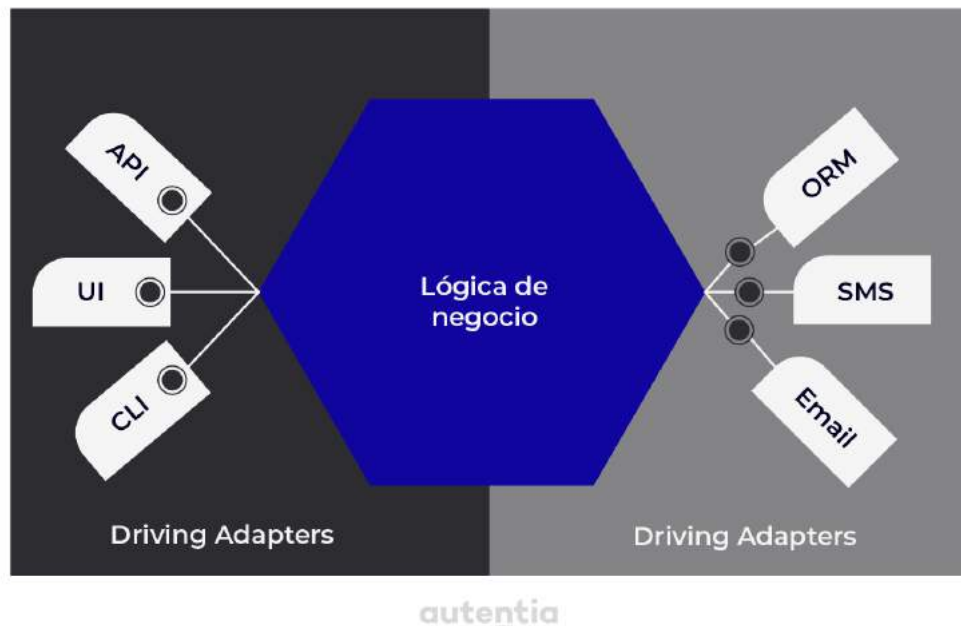 API
UI
CLI
Lógica de
negocio
ORM
SMS
Email
Driving Adapters
Driving Adapters
autentia